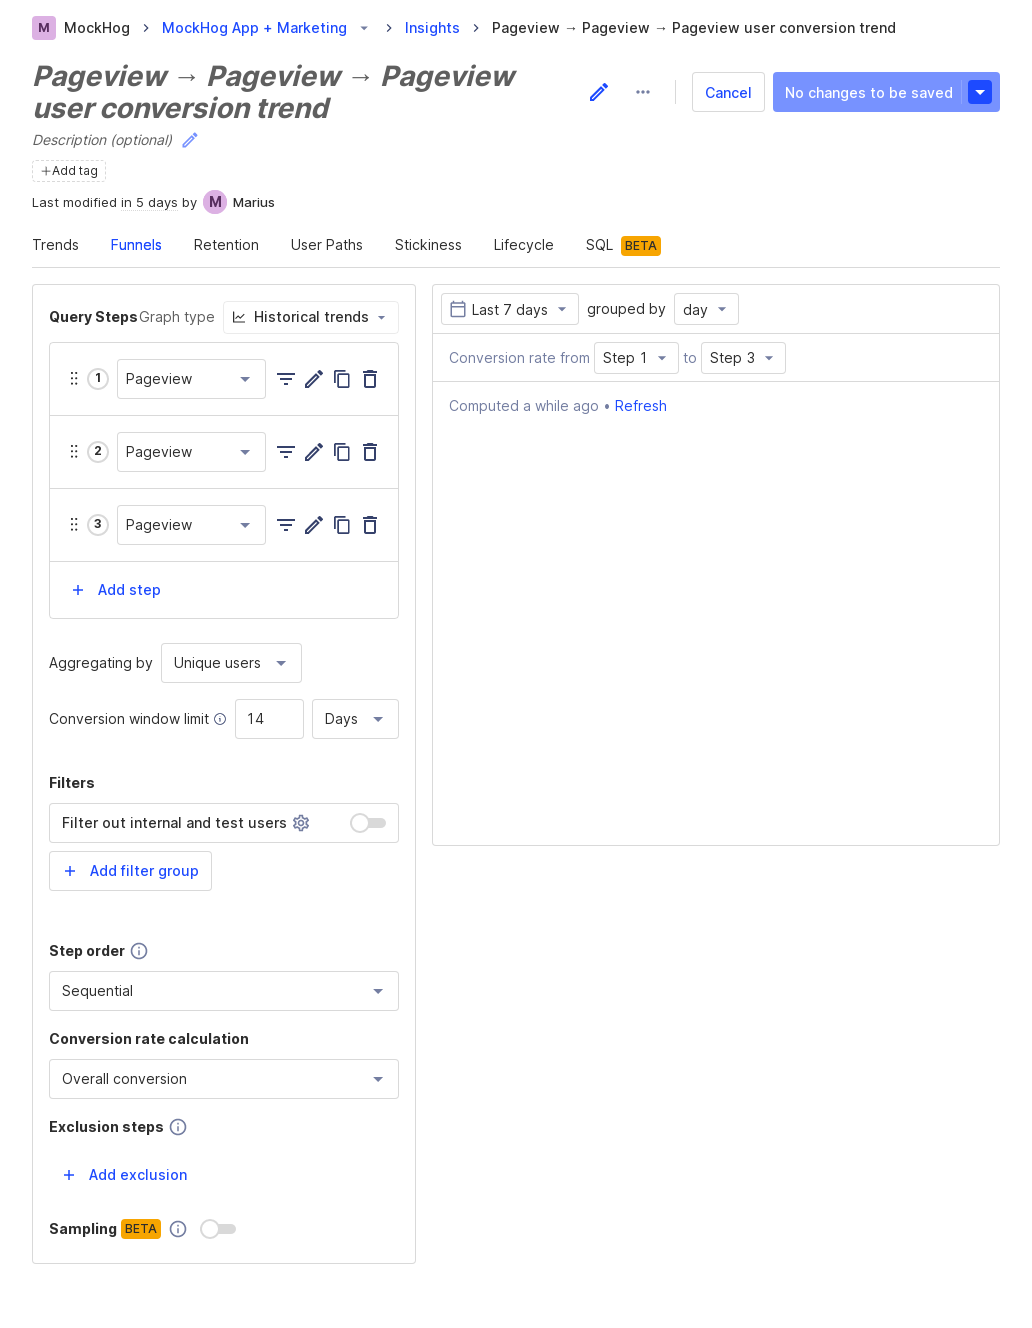 M MockHog MockHog App + Marketing Insights Pageview → Pageview → Pageview user conversion trend
Pageview → Pageview → Pageview
user conversion trend
Cancel
No changes to be saved
Description (optional)
Add tag
Last modified in 5 days by M Marius
Trends Funnels Retention User Paths Stickiness Lifecycle SQL BETA
Query Steps Graph type Historical trends
1 Pageview
2 Pageview
3 Pageview
+ Add step
Aggregating by Unique users
Conversion window limit 14 Days
Filters
Filter out internal and test users
+ Add filter group
Step order
Sequential
Conversion rate calculation
Overall conversion
Exclusion steps
+ Add exclusion
Sampling BETA
Last 7 days grouped by day
Conversion rate from Step 1 to Step 3
Computed a while ago • Refresh